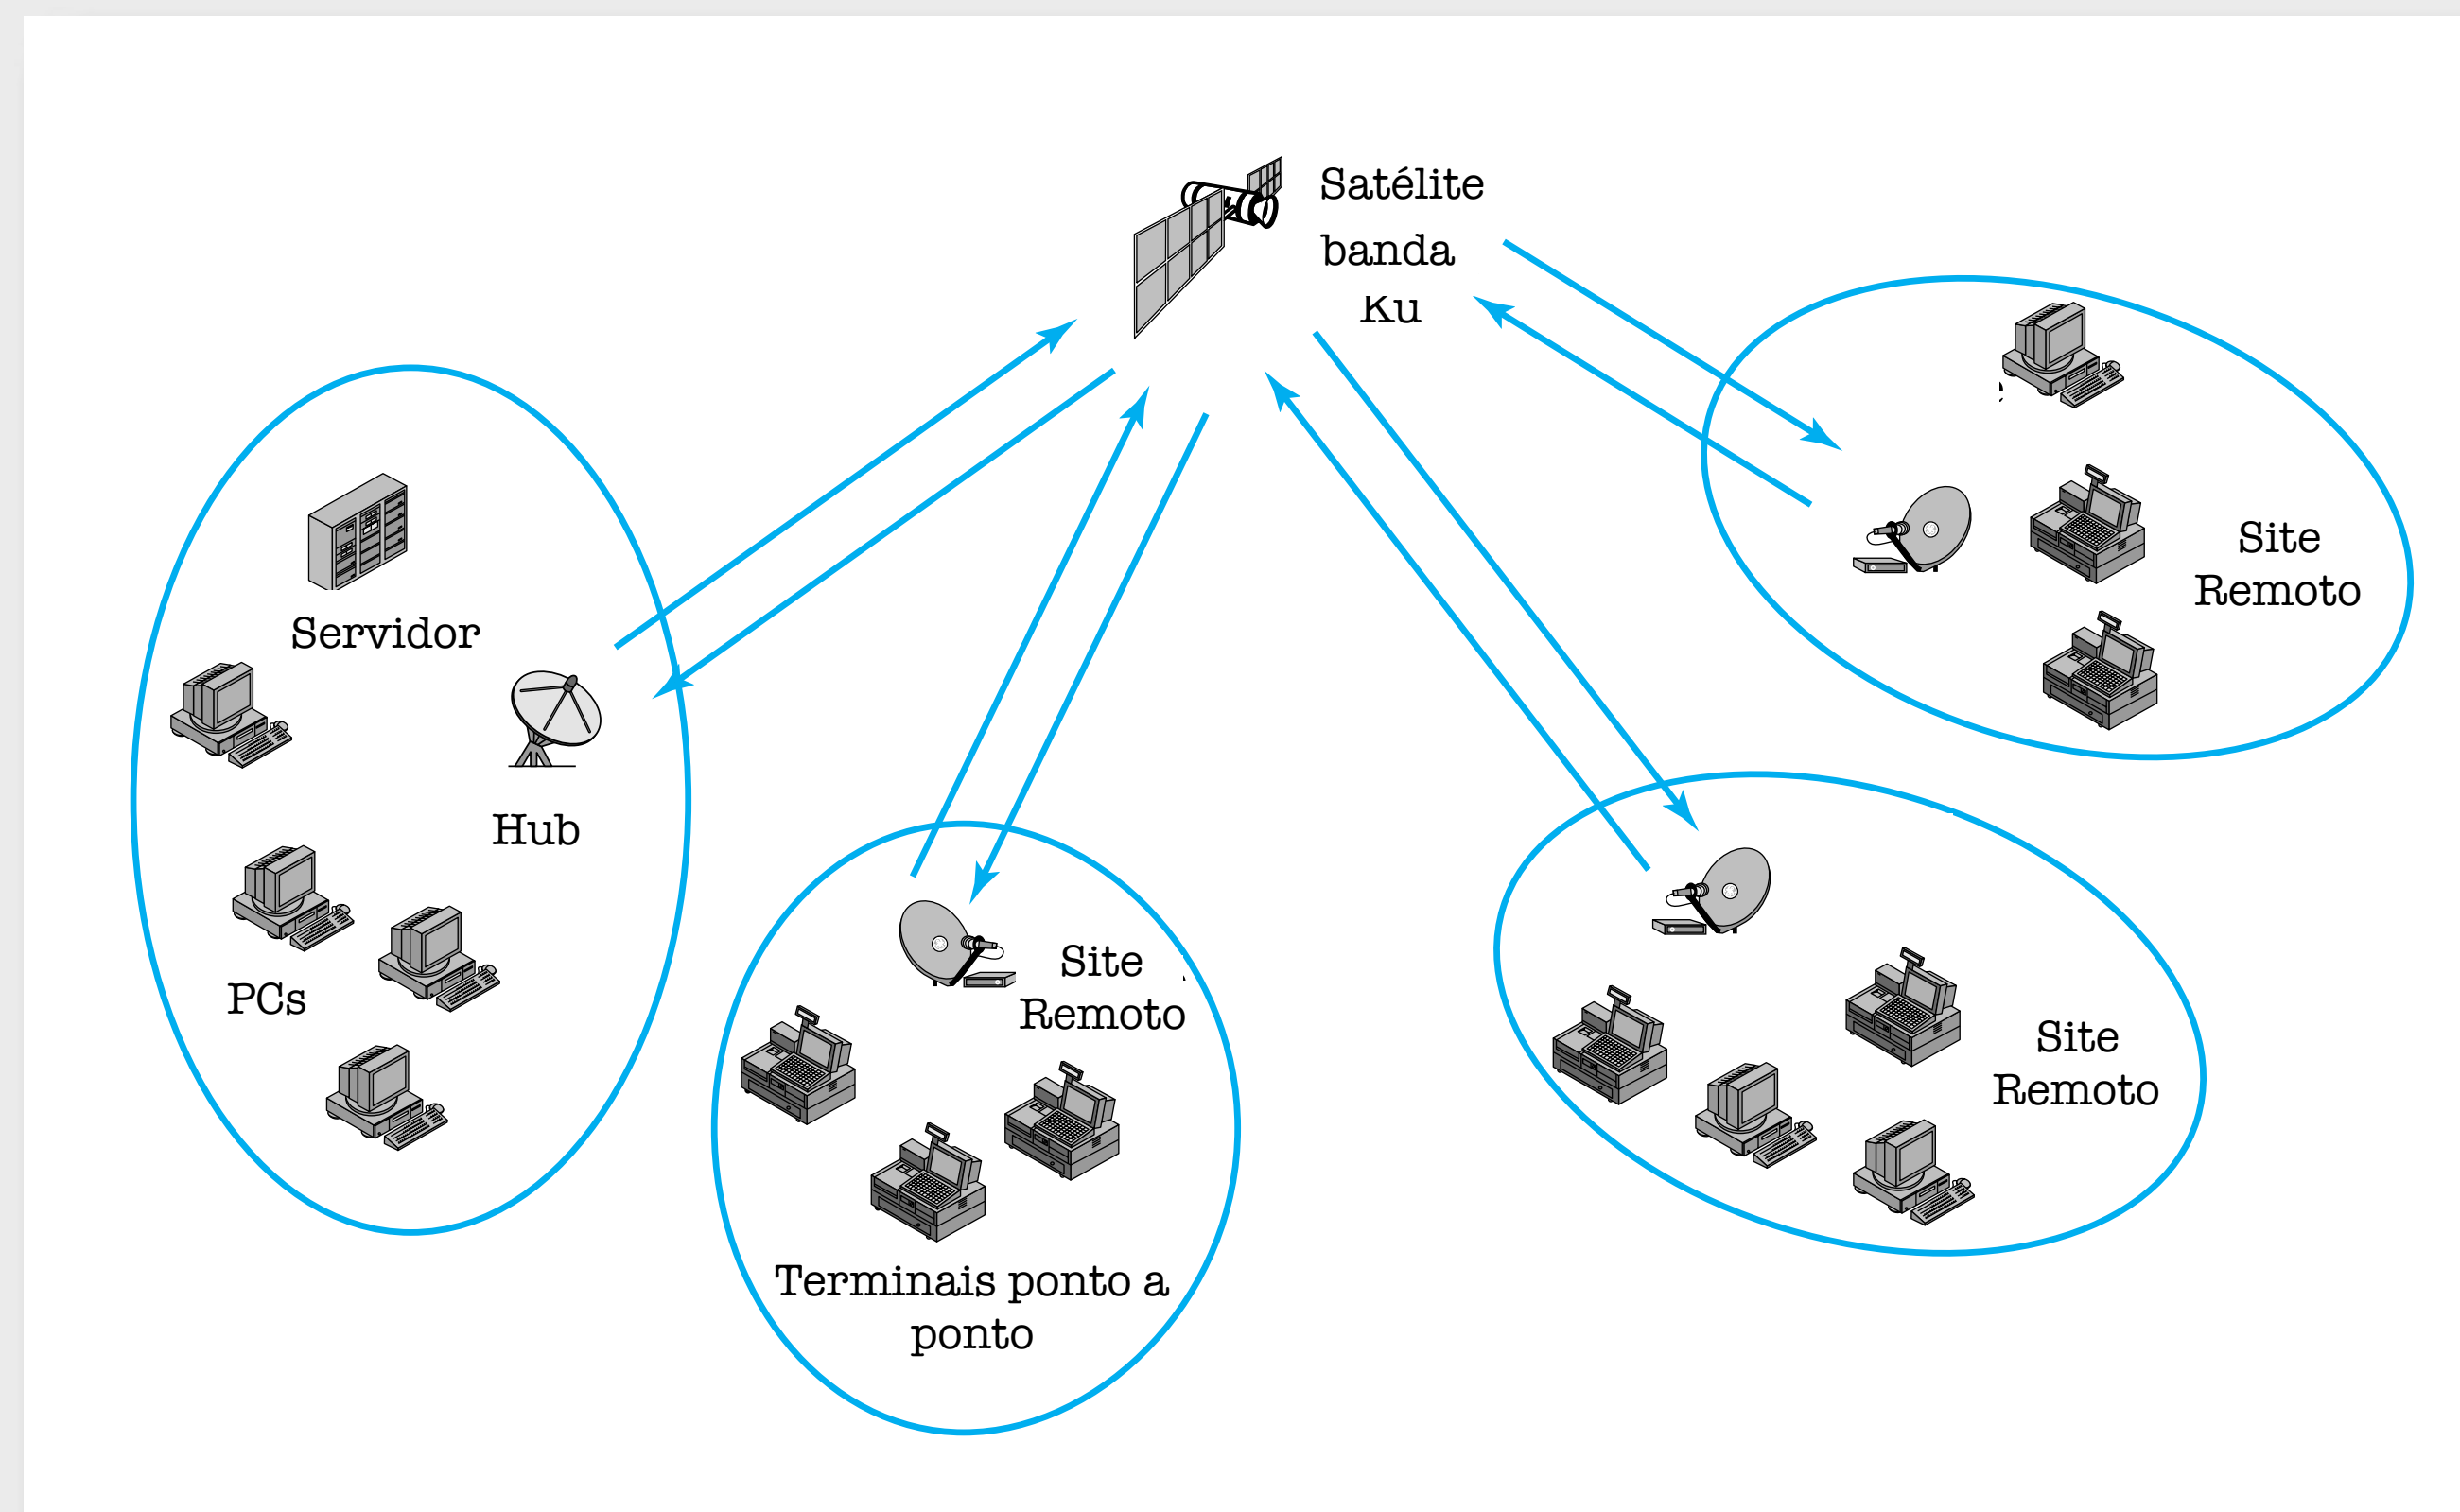 Satélite
banda
Ku
Servidor
Hub
PCs
Site
Remoto
Terminais ponto a
ponto
Site
Remoto
Site
Remoto